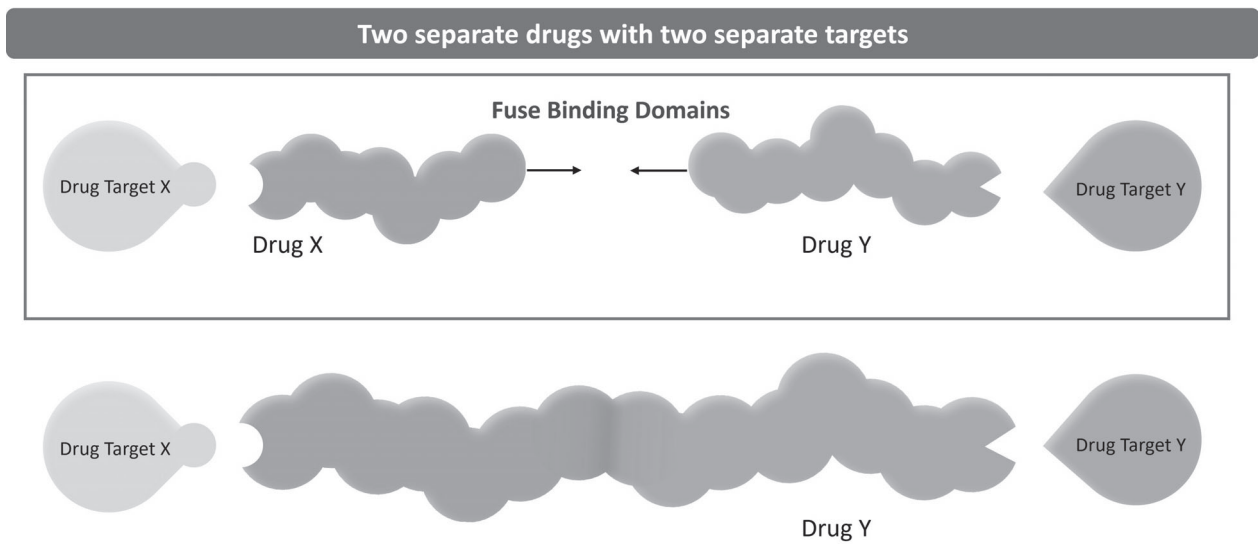 Two separate drugs with two separate targets
Fuse Binding Domains
Drug Target X
Drug Target Y
Drug X
Drug Y
Drug Target X
Drug Target Y
Drug Y